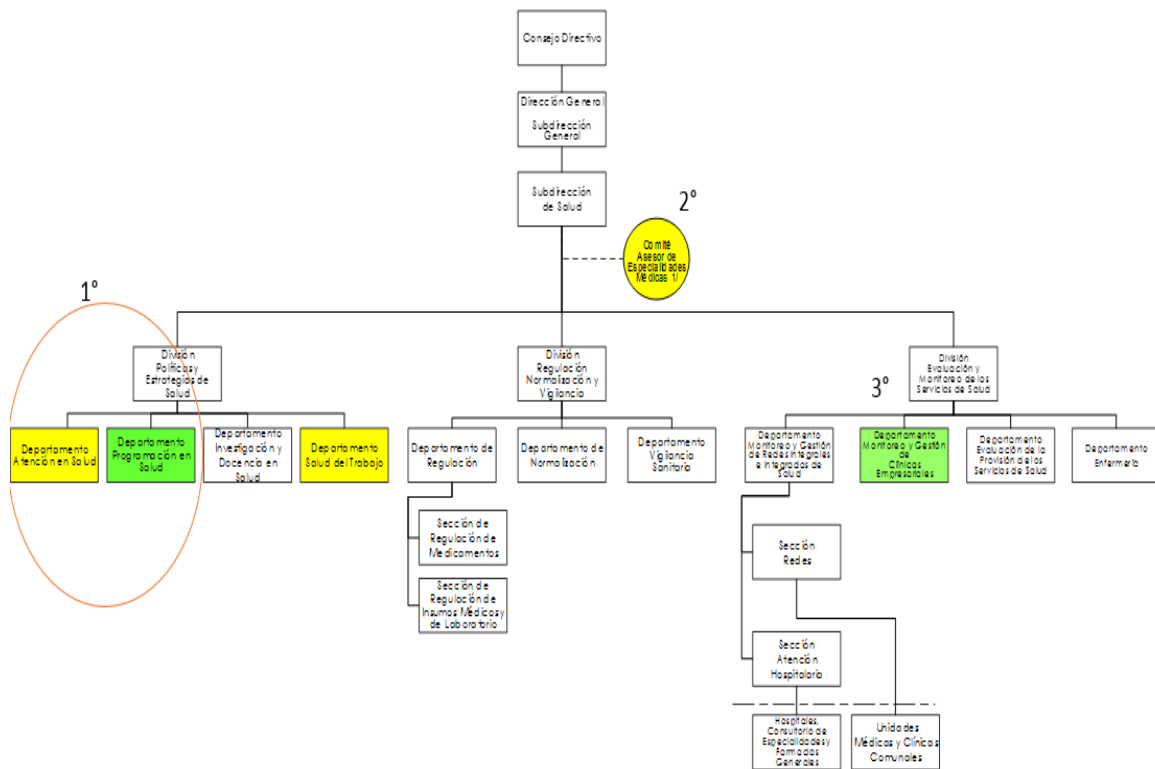 Consejo Directivo
Dirección General
Subdirección
General
Subdirección
de Salud
2º
Comité
Asesor de
Especialidades
Médicas 1/
1º
División
Políticas y
Estrategias de
Salud
División
Regulación
Normalización y
Vigilancia
División
Evaluación y
Monitoreo de los
Servicios de Salud
3º
Departamento
Atención en Salud
Departamento
Programación en
Salud
Departamento
Investigación y
Docencia en
Salud
Departamento
Salud del Trabajo
Departamento de
Regulación
Departamento de
Normalización
Departamento
Vigilancia
Sanitaria
Departamento
Monitoreo y Gestión
de Redes Integrales
e Integradas de
Salud
Departamento
Monitoreo y Gestión
de
Clínicas
Empresariales
Departamento
Evaluación de la
Provisión de los
Servicios de Salud
Departamento
Enfermería
Sección de
Regulación de
Medicamentos
Sección de
Regulación de
Insumos Médicos y
de Laboratorio
Sección
Redes
Sección
Atención
Hospitalaria
Hospitales,
Consultorio de
Especialidades y
Farmacias
Generales
Unidades
Médicas y Clínicas
Comunales